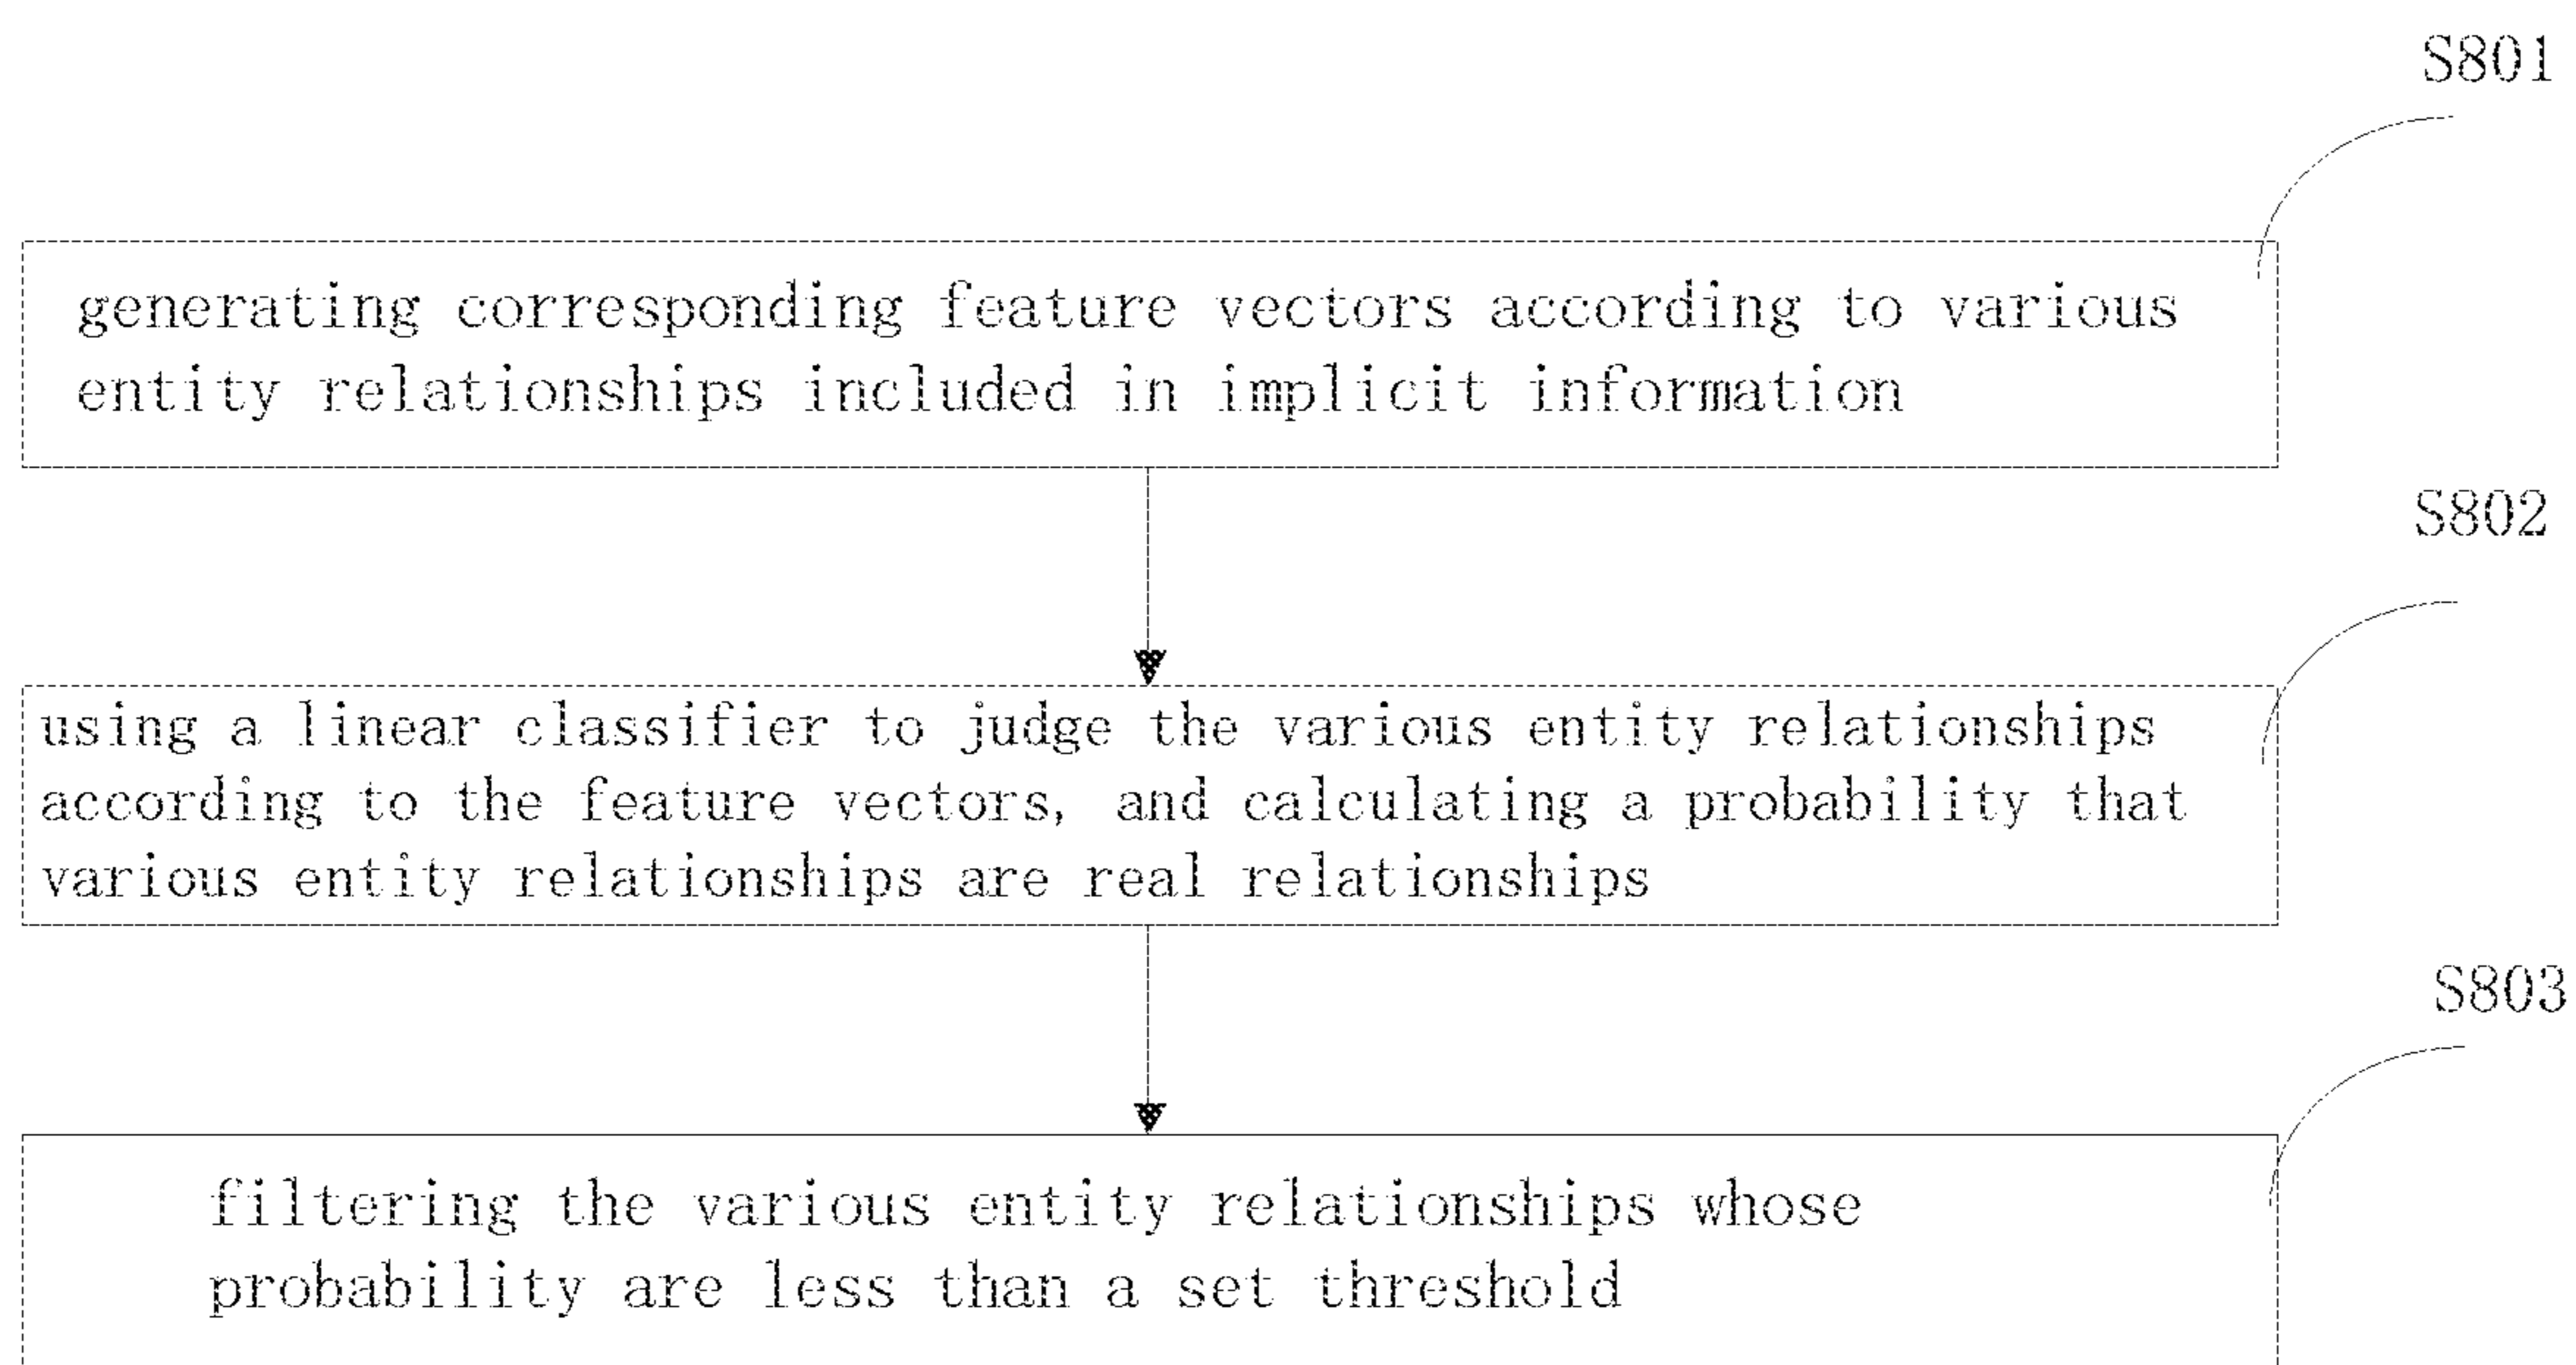 S801
generating corresponding feature vectors according to various
entity relationships included in implicit information
S802
using a linear classifier to judge the various entity relationships
according to the feature vectors, and calculating a probability that
various entity relationships are real relationships
S803
filtering the various entity relationships whose
probability are less than a set threshold